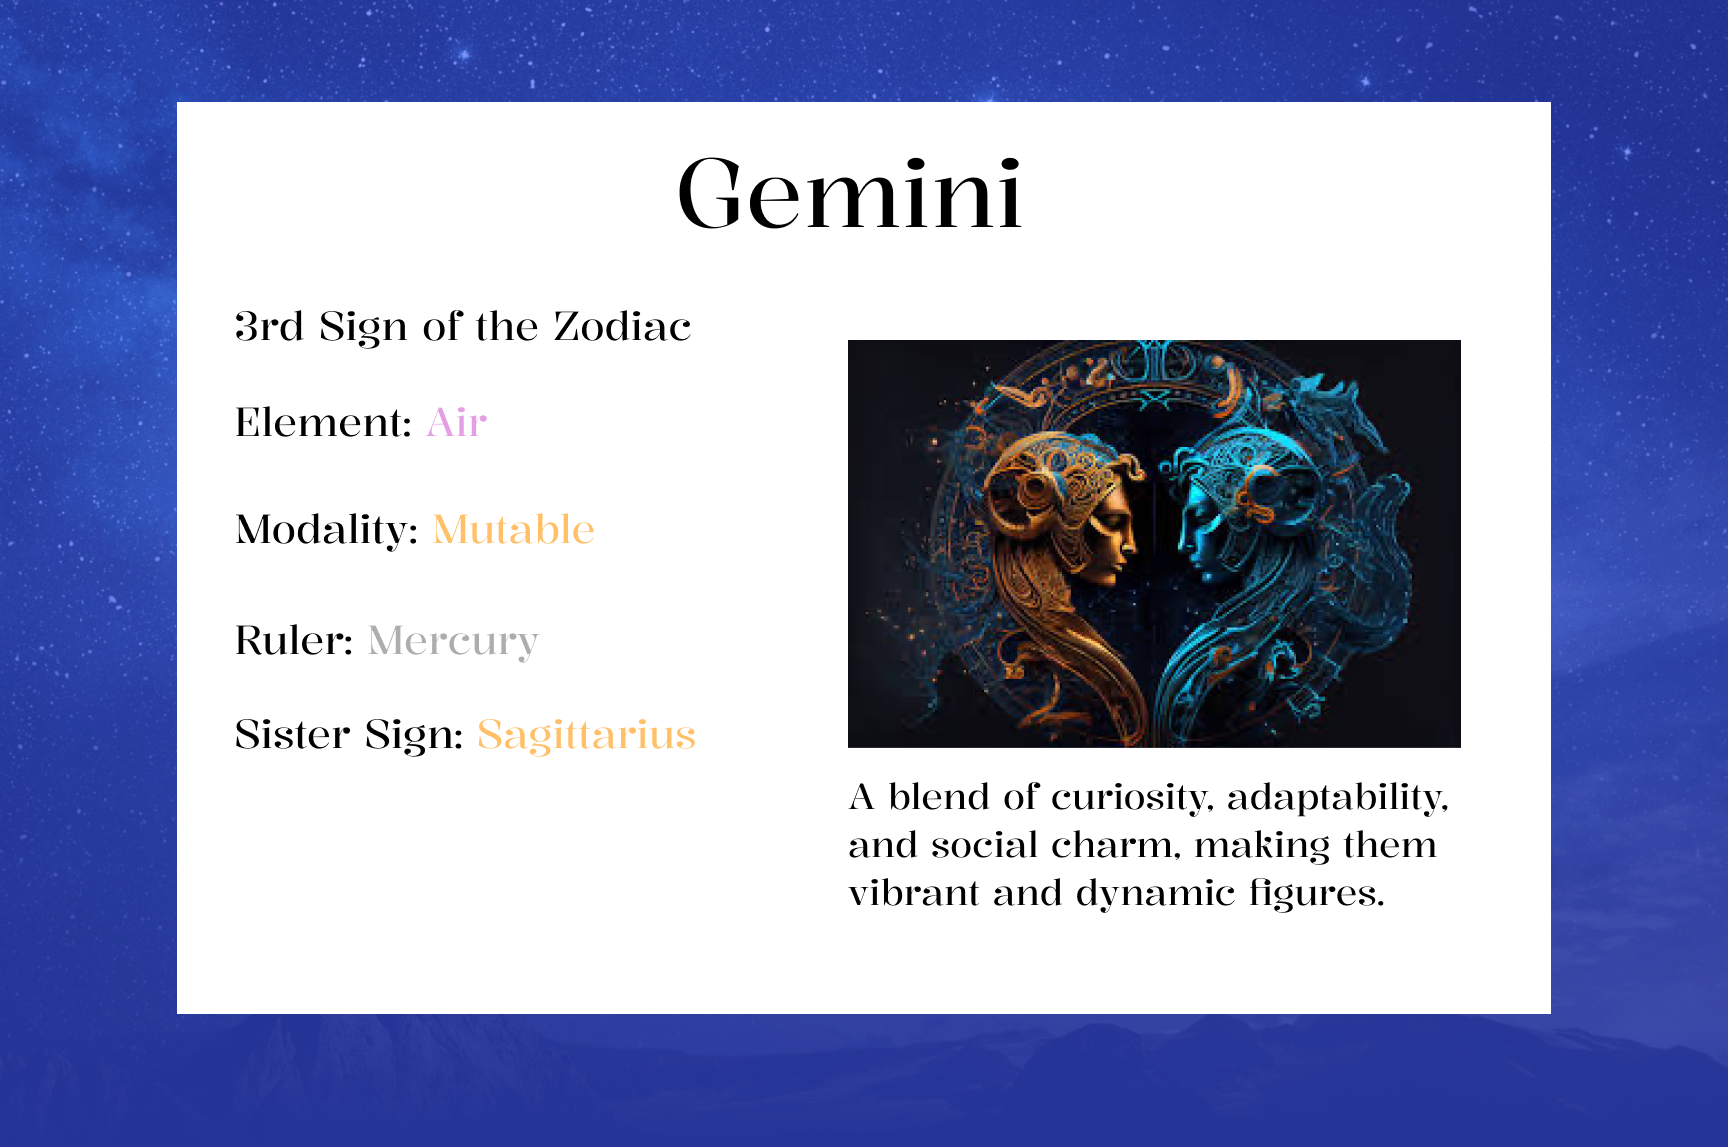 Gemini
3rd Sign of the Zodiac
Element: Air
Modality: Mutable
Ruler: Mercury
Sister Sign: Sagittarius
A blend of curiosity, adaptability,
and social charm, making them
vibrant and dynamic figures.